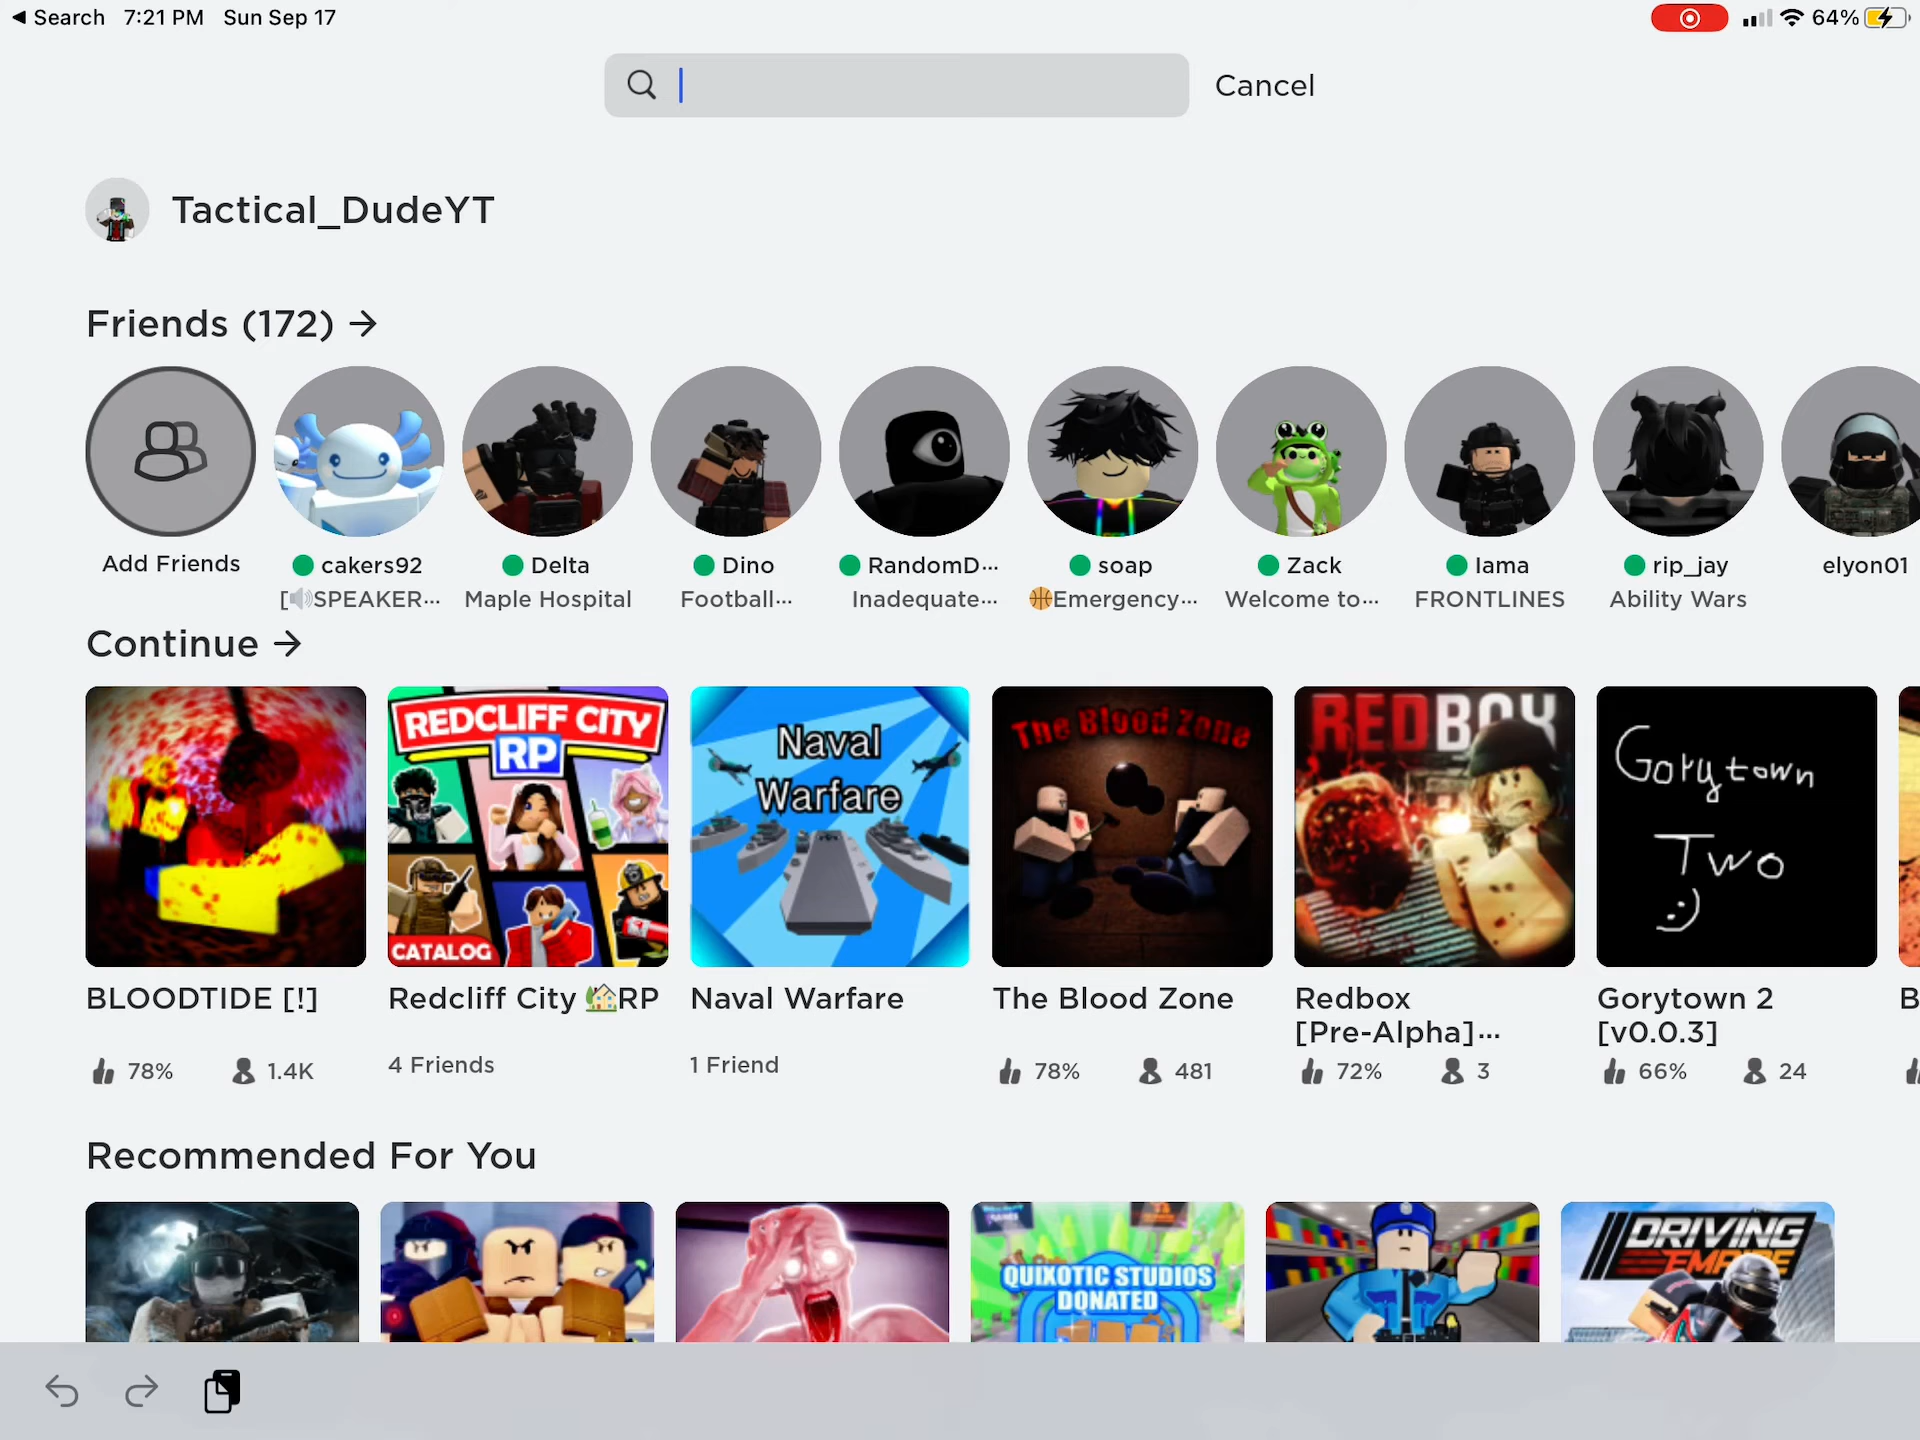 Search 7:21 PM Sun Sep 17 64%
Cancel
Tactical_DudeYT
Friends (172)
Add Friends
cakers92
[🔊SPEAKER...
Delta
Maple Hospital
Dino
Football...
RandomD...
Inadequate...
soap
🏀Emergency...
Zack
Welcome to...
lama
FRONTLINES
rip_jay
Ability Wars
elyon01
Continue
REDCLIFF CITY
RP
CATALOG
Naval
Warfare
The Blood Zone
REDBOX
Gorytown
Two
:)
BLOODTIDE [!]
78% 1.4K
Redcliff City 🏡RP
4 Friends
Naval Warfare
1 Friend
The Blood Zone
78% 481
Redbox
[Pre-Alpha]...
72% 3
Gorytown 2
[v0.0.3]
66% 24
B
Recommended For You
QUIXOTIC STUDIOS
DONATED
DRIVING
EMPIRE